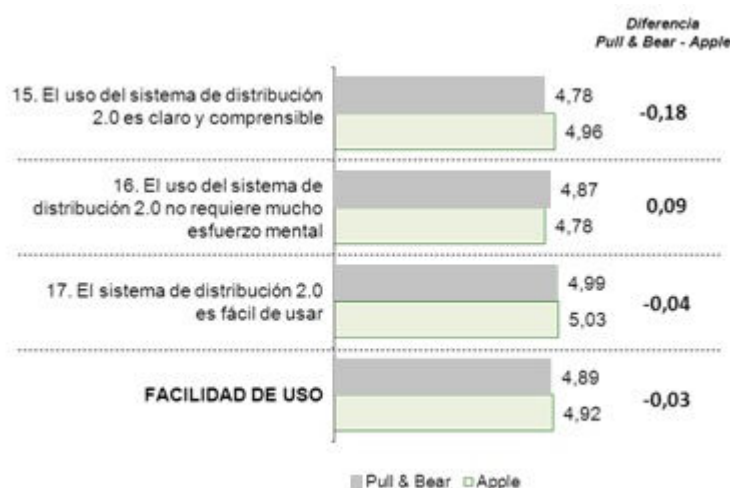 Diferencia
Pull & Bear - Apple
15. El uso del sistema de distribución
2.0 es claro y comprensible
4,78
4,96
-0,18
16. El uso del sistema de
distribución 2.0 no requiere mucho
esfuerzo mental
4,87
4,78
0,09
17. El sistema de distribución 2.0
es fácil de usar
4,99
5,03
-0,04
FACILIDAD DE USO
4,89
4,92
-0,03
Pull & Bear Apple